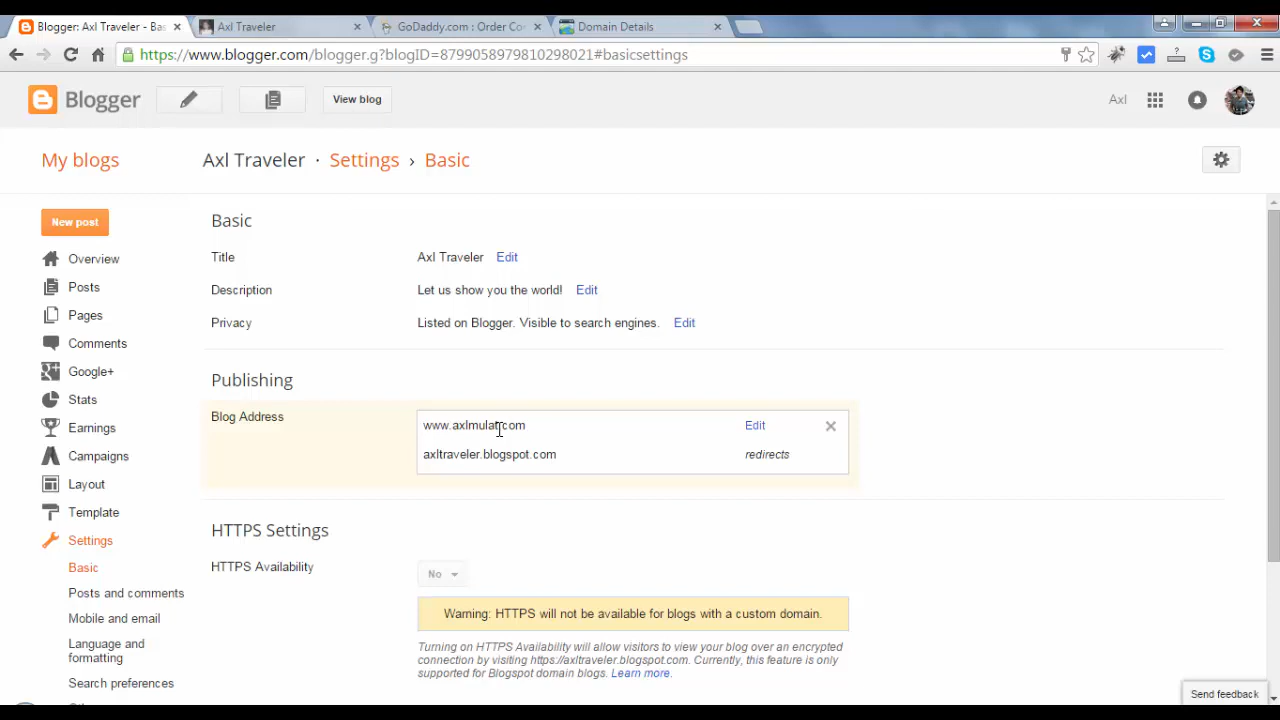 Blogger: Axl Traveler - Bas
Axl Traveler
GoDaddy.com : Order Co
Domain Details
https://www.blogger.com/blogger.g?blogID=8799058979810298021#basicsettings
Blogger
View blog
Axl
My blogs
Axl Traveler · Settings › Basic
New post
Overview
Posts
Pages
Comments
Google+
Stats
Earnings
Campaigns
Layout
Template
Settings
Basic
Posts and comments
Mobile and email
Language and
formatting
Search preferences
Basic
Title
Axl Traveler Edit
Description
Let us show you the world! Edit
Privacy
Listed on Blogger. Visible to search engines. Edit
Publishing
Blog Address
www.axlmulat.com Edit
axltraveler.blogspot.com redirects
HTTPS Settings
HTTPS Availability
No
Warning: HTTPS will not be available for blogs with a custom domain.
Turning on HTTPS Availability will allow visitors to view your blog over an encrypted
connection by visiting https://axltraveler.blogspot.com. Currently, this feature is only
supported for Blogspot domain blogs. Learn more.
Send feedback